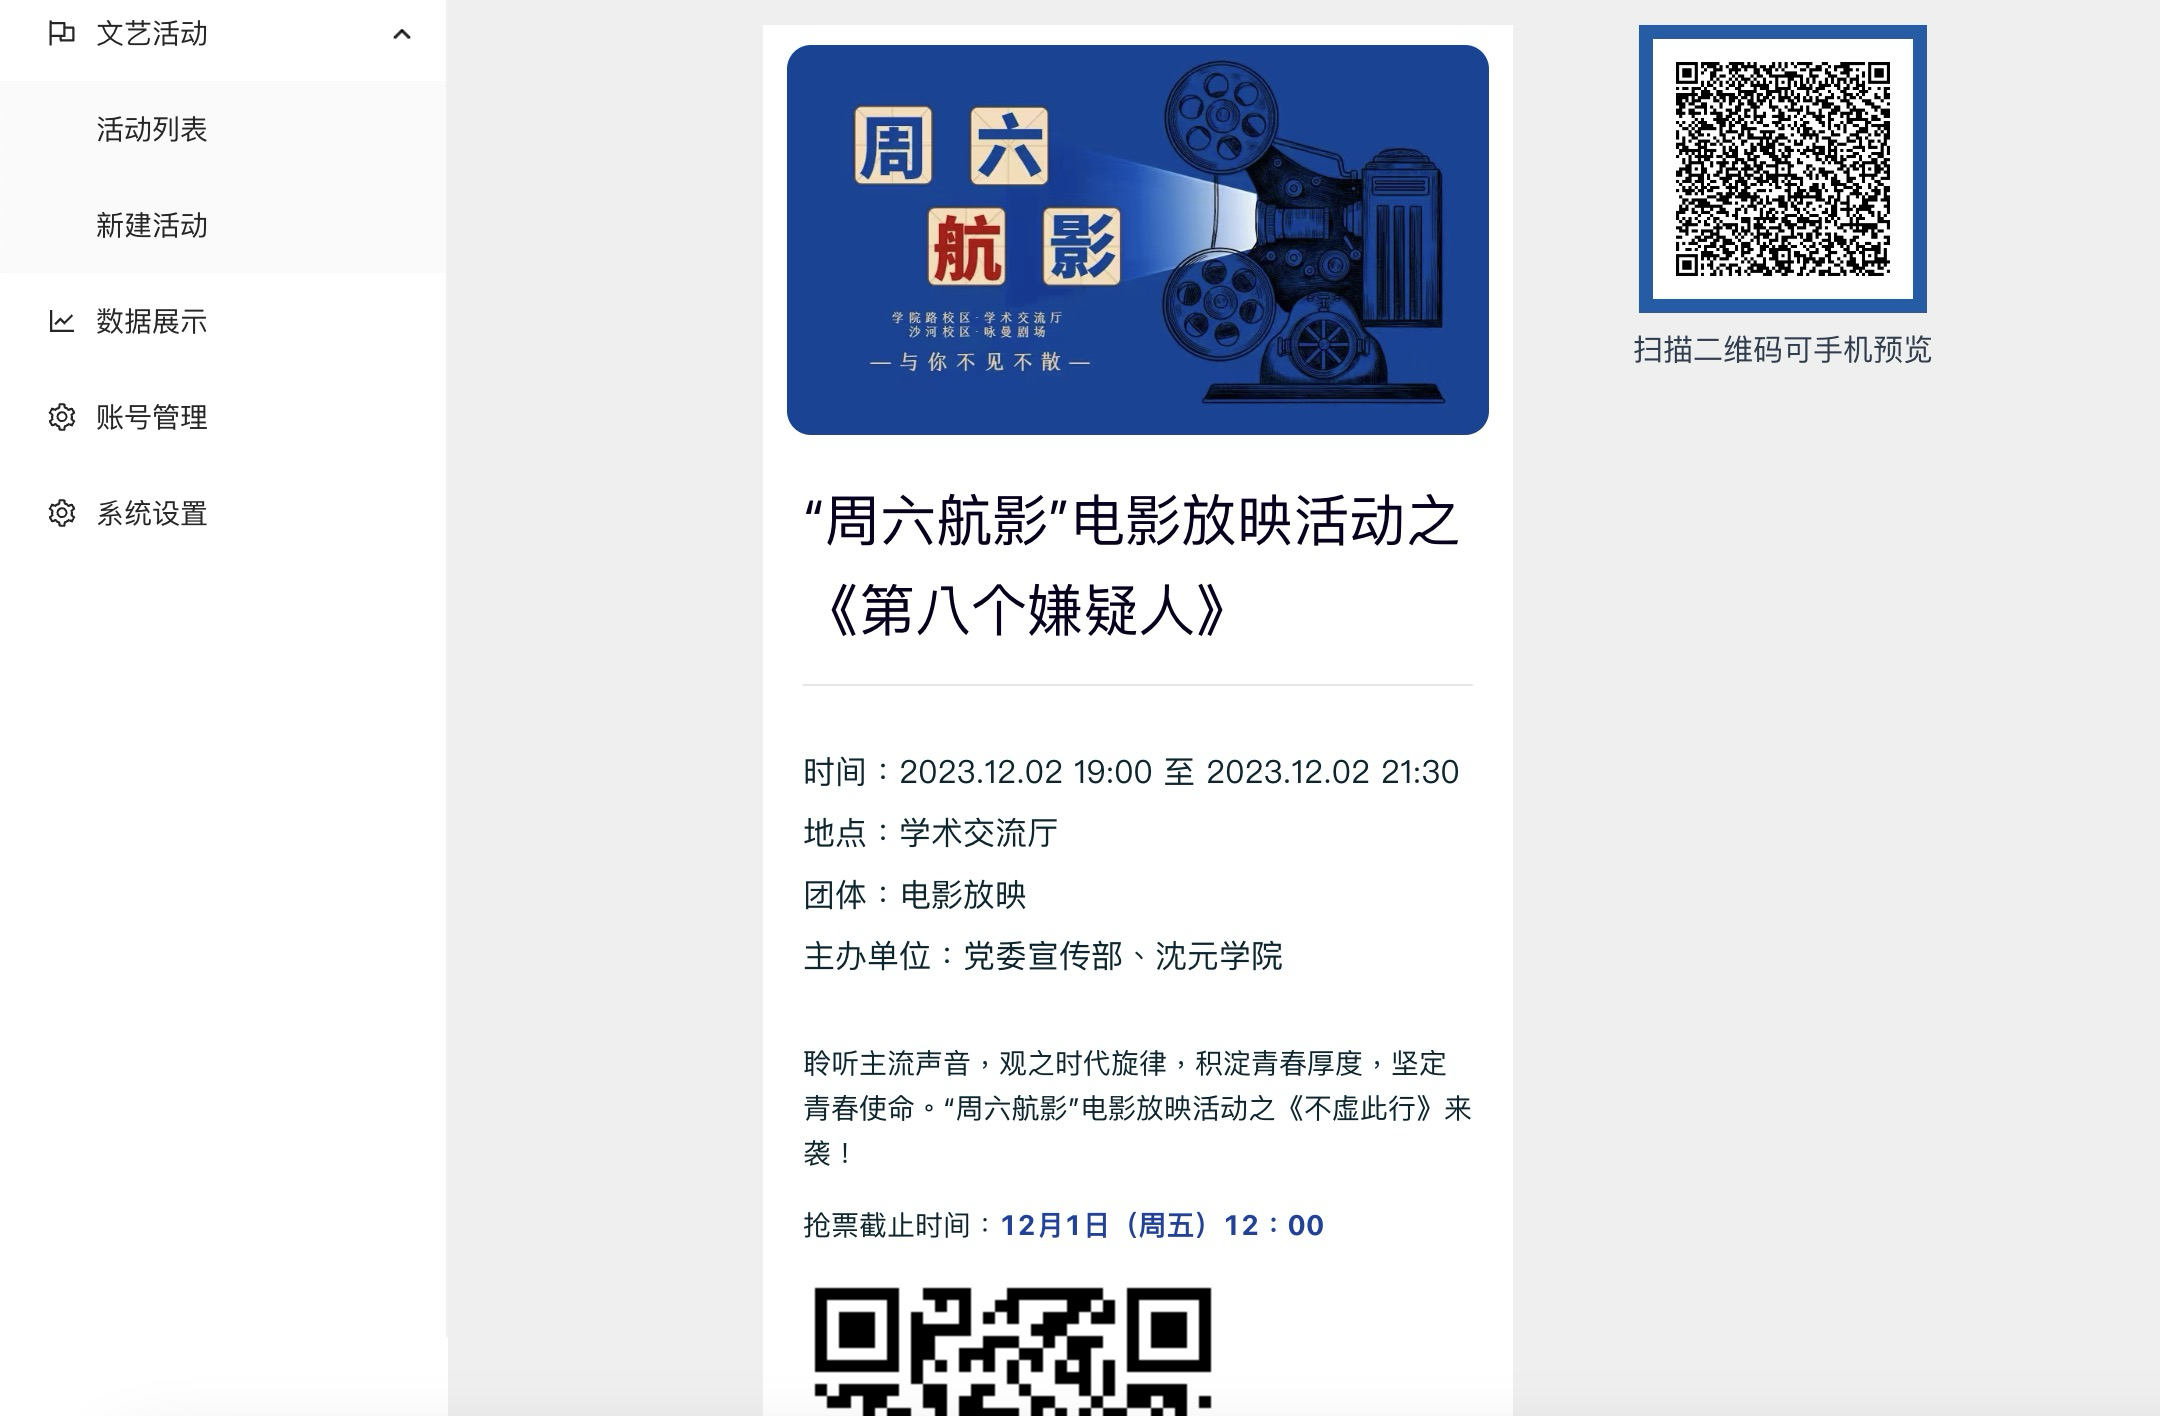 文艺活动
活动列表
新建活动
数据展示
账号管理
系统设置
周六
航影
学院路校区·学术交流厅
沙河校区·咏曼剧场
—与你不见不散—
“周六航影”电影放映活动之
《第八个嫌疑人》
时间：2023.12.02 19:00 至 2023.12.02 21:30
地点：学术交流厅
团体：电影放映
主办单位：党委宣传部、沈元学院
聆听主流声音，观之时代旋律，积淀青春厚度，坚定
青春使命。“周六航影”电影放映活动之《不虚此行》来
袭！
抢票截止时间：12月1日（周五）12：00
扫描二维码可手机预览